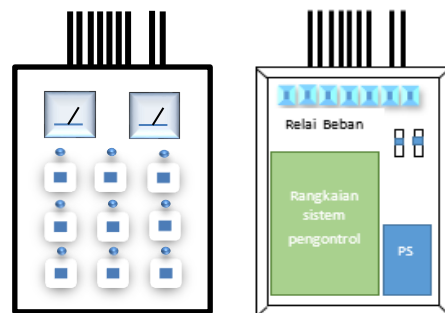 Relai Beban
Rangkaian
sistem
pengontrol
PS